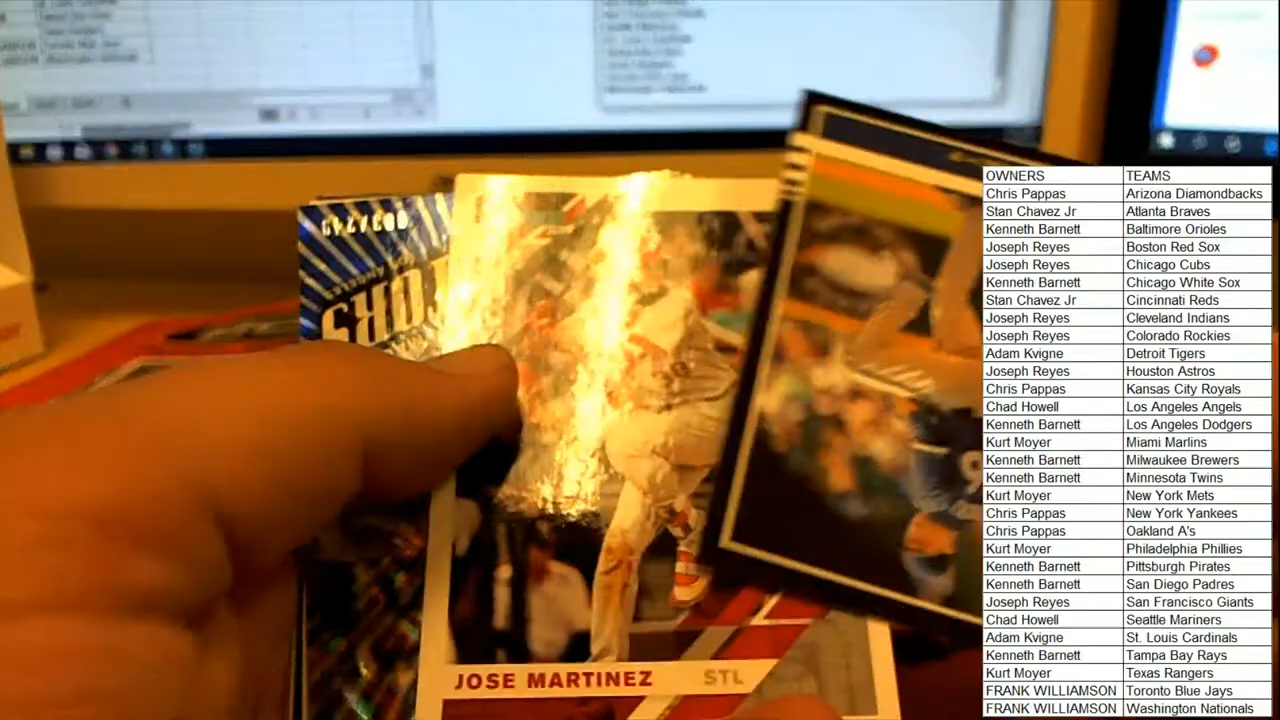 OWNERS TEAMS
Chris Pappas Arizona Diamondbacks
Stan Chavez Jr Atlanta Braves
Kenneth Barnett Baltimore Orioles
Joseph Reyes Boston Red Sox
Joseph Reyes Chicago Cubs
Kenneth Barnett Chicago White Sox
Stan Chavez Jr Cincinnati Reds
Joseph Reyes Cleveland Indians
Joseph Reyes Colorado Rockies
Adam Kvigne Detroit Tigers
Joseph Reyes Houston Astros
Chris Pappas Kansas City Royals
Chad Howell Los Angeles Angels
Kenneth Barnett Los Angeles Dodgers
Kurt Moyer Miami Marlins
Kenneth Barnett Milwaukee Brewers
Kenneth Barnett Minnesota Twins
Kurt Moyer New York Mets
Chris Pappas New York Yankees
Chris Pappas Oakland A's
Kurt Moyer Philadelphia Phillies
Kenneth Barnett Pittsburgh Pirates
Kenneth Barnett San Diego Padres
Joseph Reyes San Francisco Giants
Chad Howell Seattle Mariners
Adam Kvigne St. Louis Cardinals
Kenneth Barnett Tampa Bay Rays
Kurt Moyer Texas Rangers
FRANK WILLIAMSON Toronto Blue Jays
FRANK WILLIAMSON Washington Nationals
JOSE MARTINEZ STL